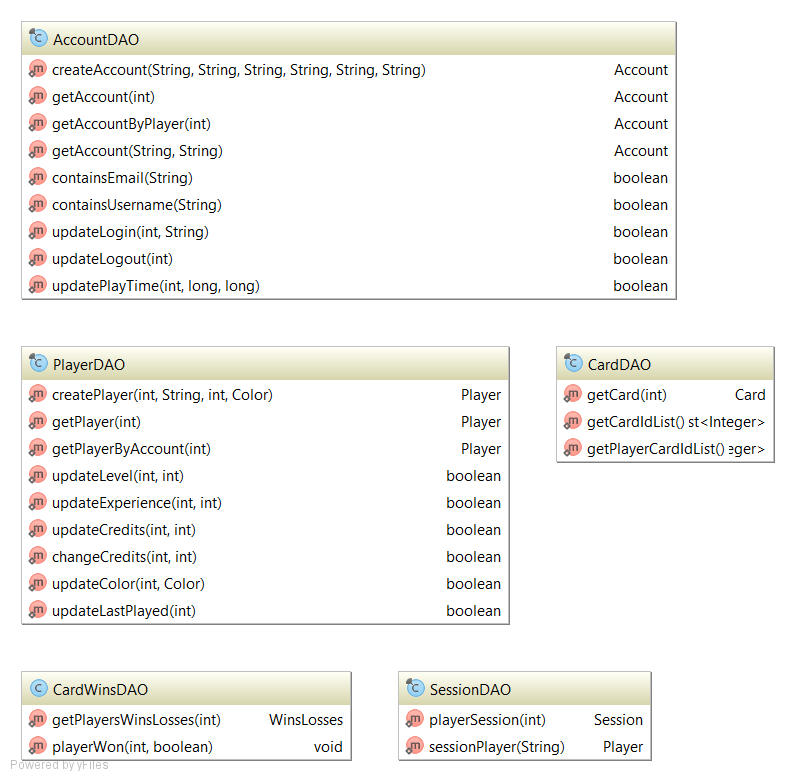 AccountDAO
createAccount(String, String, String, String, String, String) Account
getAccount(int) Account
getAccountByPlayer(int) Account
getAccount(String, String) Account
containsEmail(String) boolean
containsUsername(String) boolean
updateLogin(int, String) boolean
updateLogout(int) boolean
updatePlayTime(int, long, long) boolean
PlayerDAO
createPlayer(int, String, int, Color) Player
getPlayer(int) Player
getPlayerByAccount(int) Player
updateLevel(int, int) boolean
updateExperience(int, int) boolean
updateCredits(int, int) boolean
changeCredits(int, int) boolean
updateColor(int, Color) boolean
updateLastPlayed(int) boolean
CardDAO
getCard(int) Card
getCardIdList() st<Integer>
getPlayerCardIdList() eger>
CardWinsDAO
getPlayersWinsLosses(int) WinsLosses
playerWon(int, boolean) void
SessionDAO
playerSession(int) Session
sessionPlayer(String) Player
Powered by yFiles